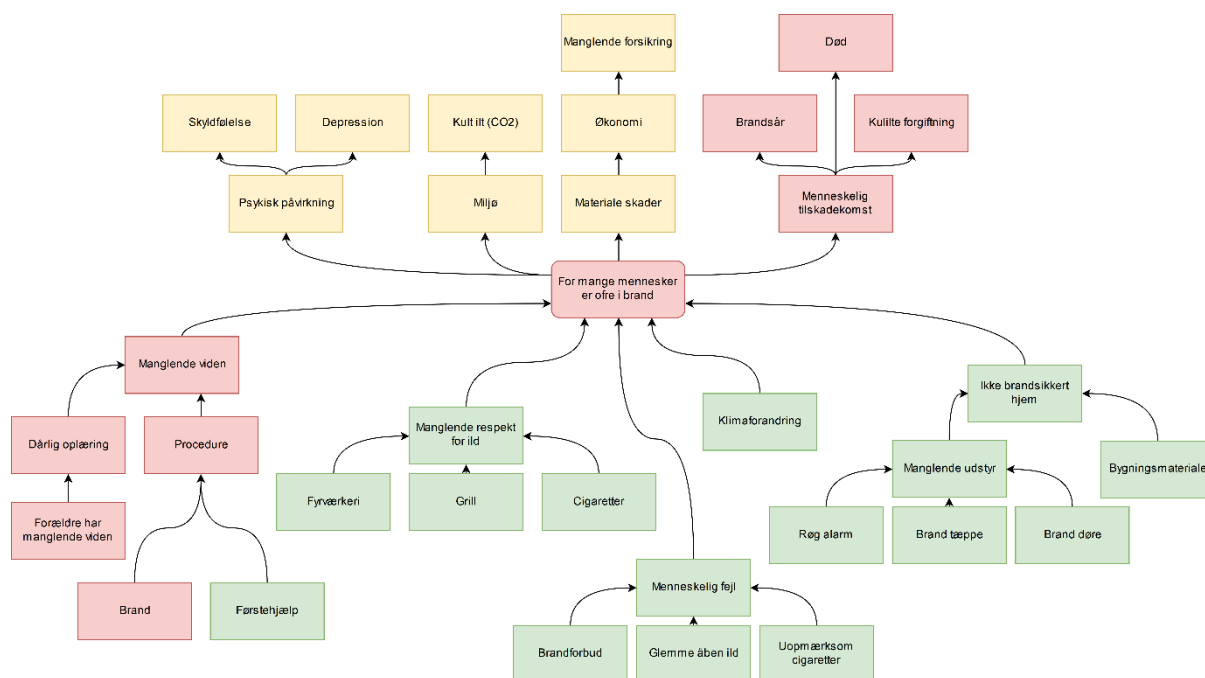 Manglende forsikring
Død
Skyldfølelse
Depression
Kult ilt (CO2)
Økonomi
Brandsår
Kulilte forgiftning
Psykisk påvirkning
Miljø
Materiale skader
Menneskelig
tilskadekomst
For mange mennesker
er ofre i brand
Manglende viden
Ikke brandsikkert
hjem
Manglende respekt
for ild
Klimaforandring
Dårlig oplæring
Procedure
Manglende udstyr
Bygningsmateriale
Fyrværkeri
Grill
Cigaretter
Forældre har
manglende viden
Røg alarm
Brand tæppe
Brand døre
Menneskelig fejl
Brand
Førstehjælp
Brandforbud
Glemme åben ild
Uopmærksom
cigaretter